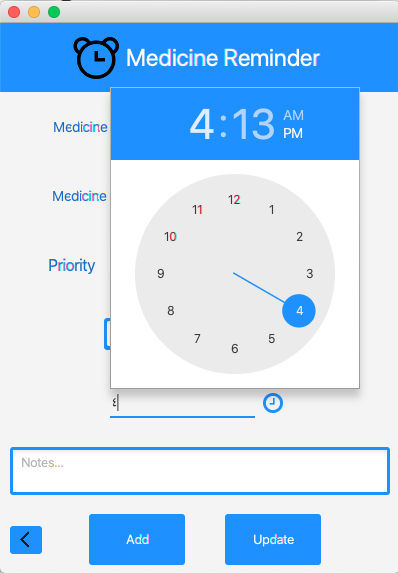 Medicine Reminder
Medicine
4:13
AM
PM
Medicine
12
11
1
10
2
Priority
9
3
8
4
7
5
6
٤
Notes...
Add
Update